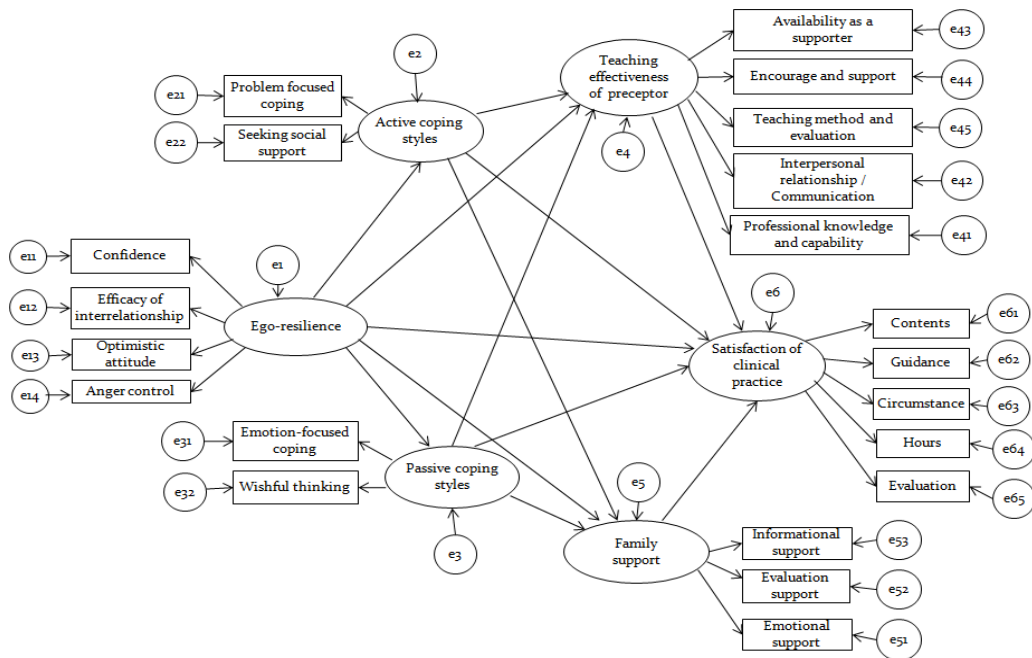 Availability as a
supporter
e43
Teaching
effectiveness
of preceptor
e2
Encourage and support
e44
e21
Problem focused
coping
Active coping
styles
Teaching method and
evaluation
e45
e22
Seeking social
support
e4
Interpersonal
relationship /
Communication
e42
Professional knowledge
and capability
e41
e11
Confidence
e1
e6
e12
Efficacy of
interrelationship
Ego-resilience
Contents
e61
e13
Optimistic
attitude
Satisfaction of
clinical
practice
Guidance
e62
e14
Anger control
Circumstance
e63
e31
Emotion-focused
coping
Hours
e64
e32
Wishful thinking
Passive coping
styles
e5
Evaluation
e65
e3
Family
support
Informational
support
e53
Evaluation
support
e52
Emotional
support
e51